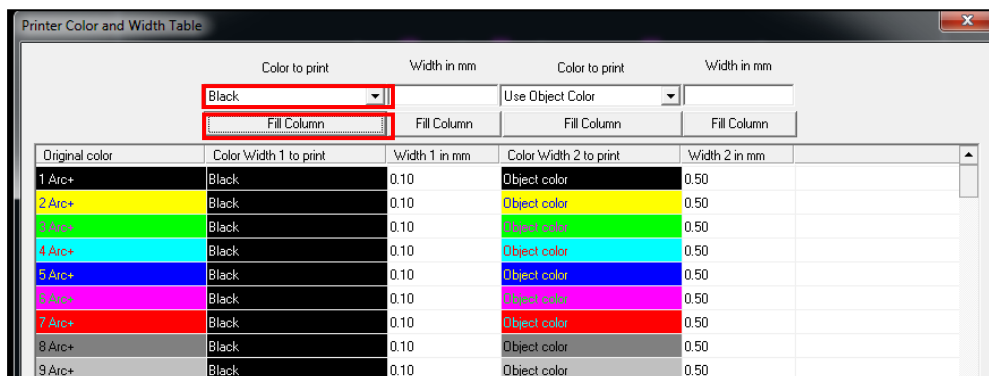 Printer Color and Width Table
x
Color to print Width in mm Color to print Width in mm
Black Use Object Color
Fill Column Fill Column Fill Column Fill Column
Original color Color Width 1 to print Width 1 in mm Color Width 2 to print Width 2 in mm
1 Arc+ Black 0.10 Object color 0.50
2 Arc+ Black 0.10 Object color 0.50
3 Arc+ Black 0.10 Object color 0.50
4 Arc+ Black 0.10 Object color 0.50
5 Arc+ Black 0.10 Object color 0.50
6 Arc+ Black 0.10 Object color 0.50
7 Arc+ Black 0.10 Object color 0.50
8 Arc+ Black 0.10 Object color 0.50
9 Arc+ Black 0.10 Object color 0.50